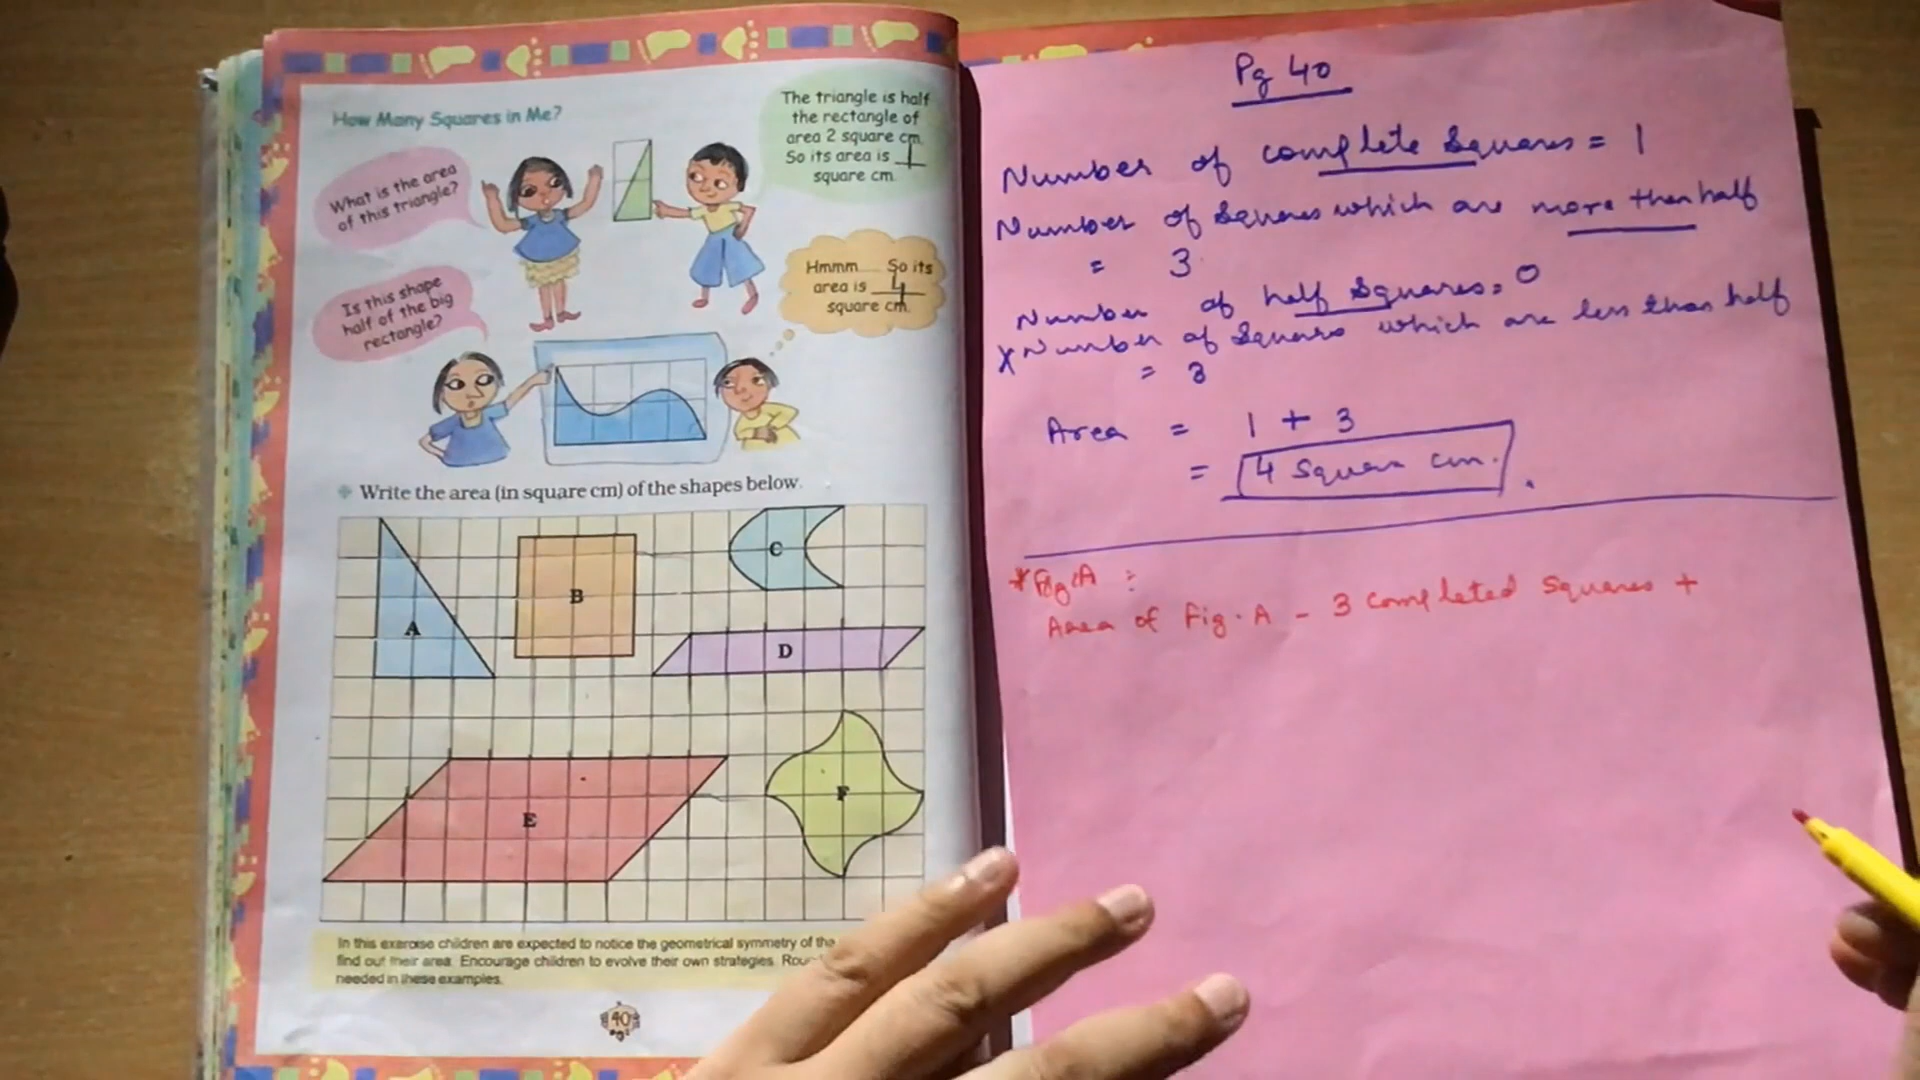 How Many Squares in Me?
What is the area
of this triangle?
The triangle is half
the rectangle of
area 2 square cm.
So its area is 1
square cm.
Is this shape
half of the big
rectangle?
Hmmm.... So its
area is 4
square cm.
Write the area (in square cm) of the shapes below.
A
B
C
D
E
F
In this exercise children are expected to notice the geometrical symmetry of the
find out their area. Encourage children to evolve their own strategies.
needed in these examples.
40
Pg 40
Number of complete Squares = 1
Number of Squares which are more than half
= 3
Number of half Squares = 0
x Number of Squares which are less than half
= 3
Area = 1 + 3
= 4 Square cm.
* Fig A :
Area of Fig. A - 3 completed Squares +